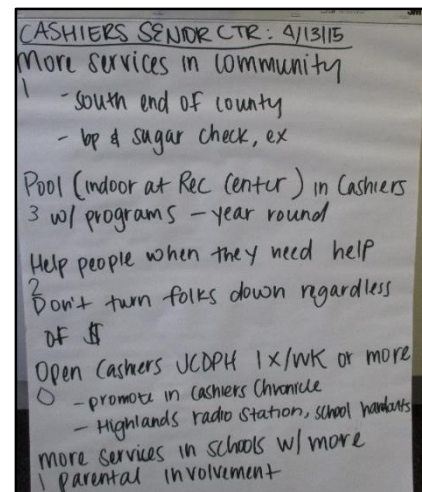 CASHIERS SENIOR CTR: 4/13/15
More services in community
1
- South end of county
- bp & sugar check, ex
Pool (indoor at Rec Center) in Cashiers
3 w/ programs - year round
Help people when they need help
2
Don't turn folks down regardless
OF $
Open Cashiers JCDPH 1x/WK or more
0 - promote in Cashiers Chronicle
- Highlands radio station, school handouts
more services in schools w/ more
1 parental involvement